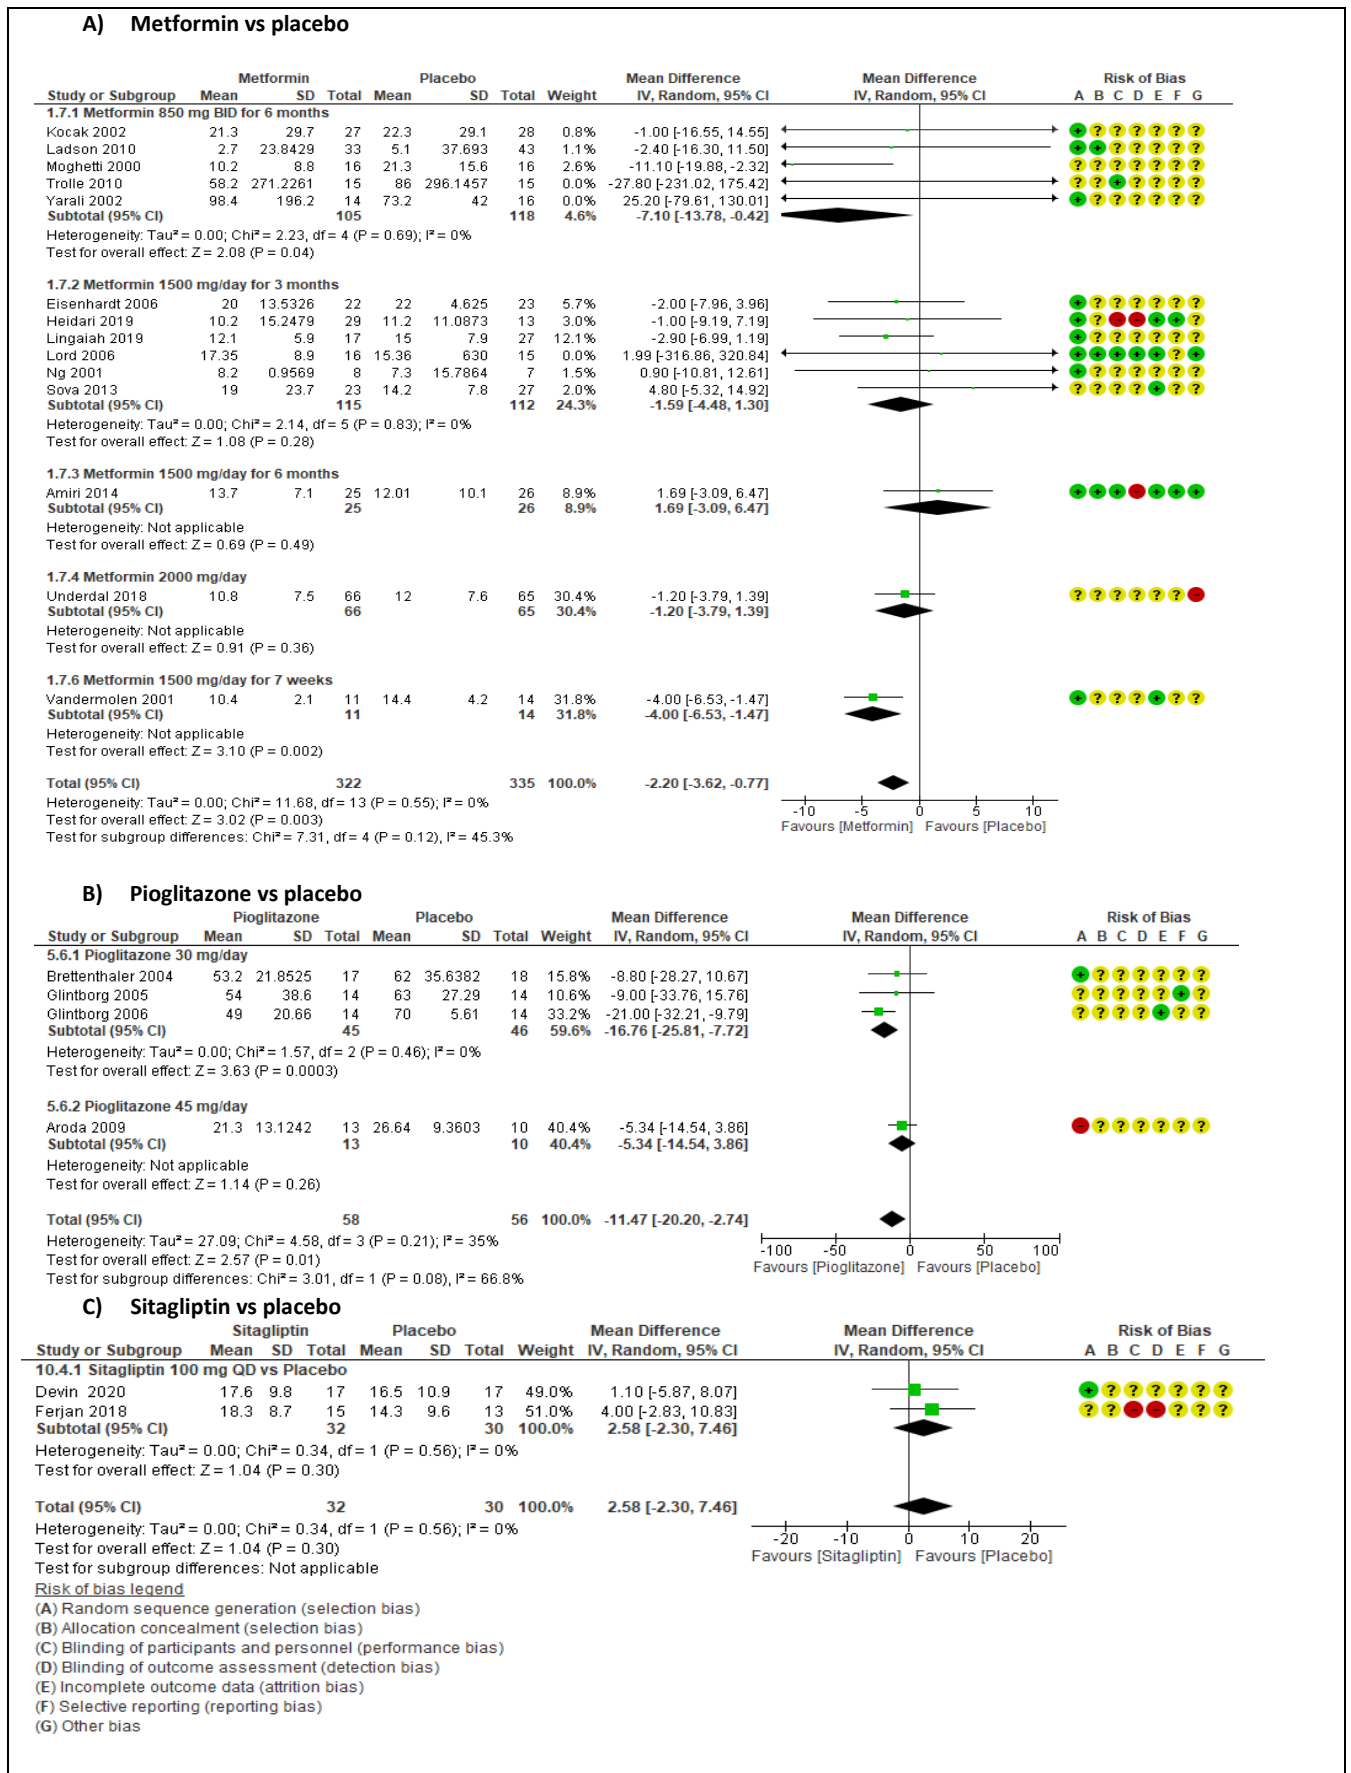 A) Metformin vs placebo
Metformin Placebo Mean Difference Mean Difference Risk of Bias
Study or Subgroup Mean SD Total Mean SD Total Weight IV, Random, 95% CI IV, Random, 95% CI A B C D E F G
1.7.1 Metformin 850 mg BID for 6 months
Kocak 2002 21.3 29.7 27 22.3 29.1 28 0.8% -1.00 [-16.55, 14.55] + ? ? ? ? ? ?
Ladson 2010 2.7 23.8429 33 5.1 37.693 43 1.1% -2.40 [-16.30, 11.50] + + ? ? ? ? ?
Moghetti 2000 10.2 8.8 16 21.3 15.6 16 2.6% -11.10 [-19.88, -2.32] ? ? ? ? ? ? ?
Trolle 2010 58.2 271.2261 15 86 296.1457 15 0.0% -27.80 [-231.02, 175.42] ? ? + ? ? ? ?
Yarali 2002 98.4 196.2 14 73.2 42 16 0.0% 25.20 [-79.61, 130.01] + ? ? ? ? ? ?
Subtotal (95% CI) 105 118 4.6% -7.10 [-13.78, -0.42]
Heterogeneity: Tau² = 0.00; Chi² = 2.23, df = 4 (P = 0.69); I² = 0%
Test for overall effect: Z = 2.08 (P = 0.04)
1.7.2 Metformin 1500 mg/day for 3 months
Eisenhardt 2006 20 13.5326 22 22 4.625 23 5.7% -2.00 [-7.96, 3.96] + ? ? ? ? ? ?
Heidari 2019 10.2 15.2479 29 11.2 11.0873 13 3.0% -1.00 [-9.19, 7.19] + ? - - + + ?
Lingaiah 2019 12.1 5.9 17 15 7.9 27 12.1% -2.90 [-6.99, 1.19] + ? ? ? ? ? ?
Lord 2006 17.35 8.9 16 15.36 630 15 0.0% 1.99 [-316.86, 320.84] + + + + + ? +
Ng 2001 8.2 0.9569 8 7.3 15.7864 7 1.5% 0.90 [-10.81, 12.61] + ? ? ? ? ? ?
Sova 2013 19 23.7 23 14.2 7.8 27 2.0% 4.80 [-5.32, 14.92] ? ? ? ? + ? ?
Subtotal (95% CI) 115 112 24.3% -1.59 [-4.48, 1.30]
Heterogeneity: Tau² = 0.00; Chi² = 2.14, df = 5 (P = 0.83); I² = 0%
Test for overall effect: Z = 1.08 (P = 0.28)
1.7.3 Metformin 1500 mg/day for 6 months
Amiri 2014 13.7 7.1 25 12.01 10.1 26 8.9% 1.69 [-3.09, 6.47] + + + - + + +
Subtotal (95% CI) 25 26 8.9% 1.69 [-3.09, 6.47]
Heterogeneity: Not applicable
Test for overall effect: Z = 0.69 (P = 0.49)
1.7.4 Metformin 2000 mg/day
Underdal 2018 10.8 7.5 66 12 7.6 65 30.4% -1.20 [-3.79, 1.39] ? ? ? ? ? ? -
Subtotal (95% CI) 66 65 30.4% -1.20 [-3.79, 1.39]
Heterogeneity: Not applicable
Test for overall effect: Z = 0.91 (P = 0.36)
1.7.6 Metformin 1500 mg/day for 7 weeks
Vandermolen 2001 10.4 2.1 11 14.4 4.2 14 31.8% -4.00 [-6.53, -1.47] + ? ? ? + ? ?
Subtotal (95% CI) 11 14 31.8% -4.00 [-6.53, -1.47]
Heterogeneity: Not applicable
Test for overall effect: Z = 3.10 (P = 0.002)
Total (95% CI) 322 335 100.0% -2.20 [-3.62, -0.77]
Heterogeneity: Tau² = 0.00; Chi² = 11.68, df = 13 (P = 0.55); I² = 0%
Test for overall effect: Z = 3.02 (P = 0.003)
Test for subgroup differences: Chi² = 7.31, df = 4 (P = 0.12), I² = 45.3%
-10 -5 0 5 10
Favours [Metformin] Favours [Placebo]
B) Pioglitazone vs placebo
Pioglitazone Placebo Mean Difference Mean Difference Risk of Bias
Study or Subgroup Mean SD Total Mean SD Total Weight IV, Random, 95% CI IV, Random, 95% CI A B C D E F G
5.6.1 Pioglitazone 30 mg/day
Brettenthaler 2004 53.2 21.8525 17 62 35.6382 18 15.8% -8.80 [-28.27, 10.67] + ? ? ? ? ? ?
Glintborg 2005 54 38.6 14 63 27.29 14 10.6% -9.00 [-33.76, 15.76] ? ? ? ? ? + ?
Glintborg 2006 49 20.66 14 70 5.61 14 33.2% -21.00 [-32.21, -9.79] ? ? ? ? + ? ?
Subtotal (95% CI) 45 46 59.6% -16.76 [-25.81, -7.72]
Heterogeneity: Tau² = 0.00; Chi² = 1.57, df = 2 (P = 0.46); I² = 0%
Test for overall effect: Z = 3.63 (P = 0.0003)
5.6.2 Pioglitazone 45 mg/day
Aroda 2009 21.3 13.1242 13 26.64 9.3603 10 40.4% -5.34 [-14.54, 3.86] - ? ? ? ? ? ?
Subtotal (95% CI) 13 10 40.4% -5.34 [-14.54, 3.86]
Heterogeneity: Not applicable
Test for overall effect: Z = 1.14 (P = 0.26)
Total (95% CI) 58 56 100.0% -11.47 [-20.20, -2.74]
Heterogeneity: Tau² = 27.09; Chi² = 4.58, df = 3 (P = 0.21); I² = 35%
Test for overall effect: Z = 2.57 (P = 0.01)
Test for subgroup differences: Chi² = 3.01, df = 1 (P = 0.08), I² = 66.8%
-100 -50 0 50 100
Favours [Pioglitazone] Favours [Placebo]
C) Sitagliptin vs placebo
Sitagliptin Placebo Mean Difference Mean Difference Risk of Bias
Study or Subgroup Mean SD Total Mean SD Total Weight IV, Random, 95% CI IV, Random, 95% CI A B C D E F G
10.4.1 Sitagliptin 100 mg QD vs Placebo
Devin 2020 17.6 9.8 17 16.5 10.9 17 49.0% 1.10 [-5.87, 8.07] + ? ? ? ? ? ?
Ferjan 2018 18.3 8.7 15 14.3 9.6 13 51.0% 4.00 [-2.83, 10.83] ? ? - - ? ? ?
Subtotal (95% CI) 32 30 100.0% 2.58 [-2.30, 7.46]
Heterogeneity: Tau² = 0.00; Chi² = 0.34, df = 1 (P = 0.56); I² = 0%
Test for overall effect: Z = 1.04 (P = 0.30)
Total (95% CI) 32 30 100.0% 2.58 [-2.30, 7.46]
Heterogeneity: Tau² = 0.00; Chi² = 0.34, df = 1 (P = 0.56); I² = 0%
Test for overall effect: Z = 1.04 (P = 0.30)
Test for subgroup differences: Not applicable
-20 -10 0 10 20
Favours [Sitagliptin] Favours [Placebo]
Risk of bias legend
(A) Random sequence generation (selection bias)
(B) Allocation concealment (selection bias)
(C) Blinding of participants and personnel (performance bias)
(D) Blinding of outcome assessment (detection bias)
(E) Incomplete outcome data (attrition bias)
(F) Selective reporting (reporting bias)
(G) Other bias